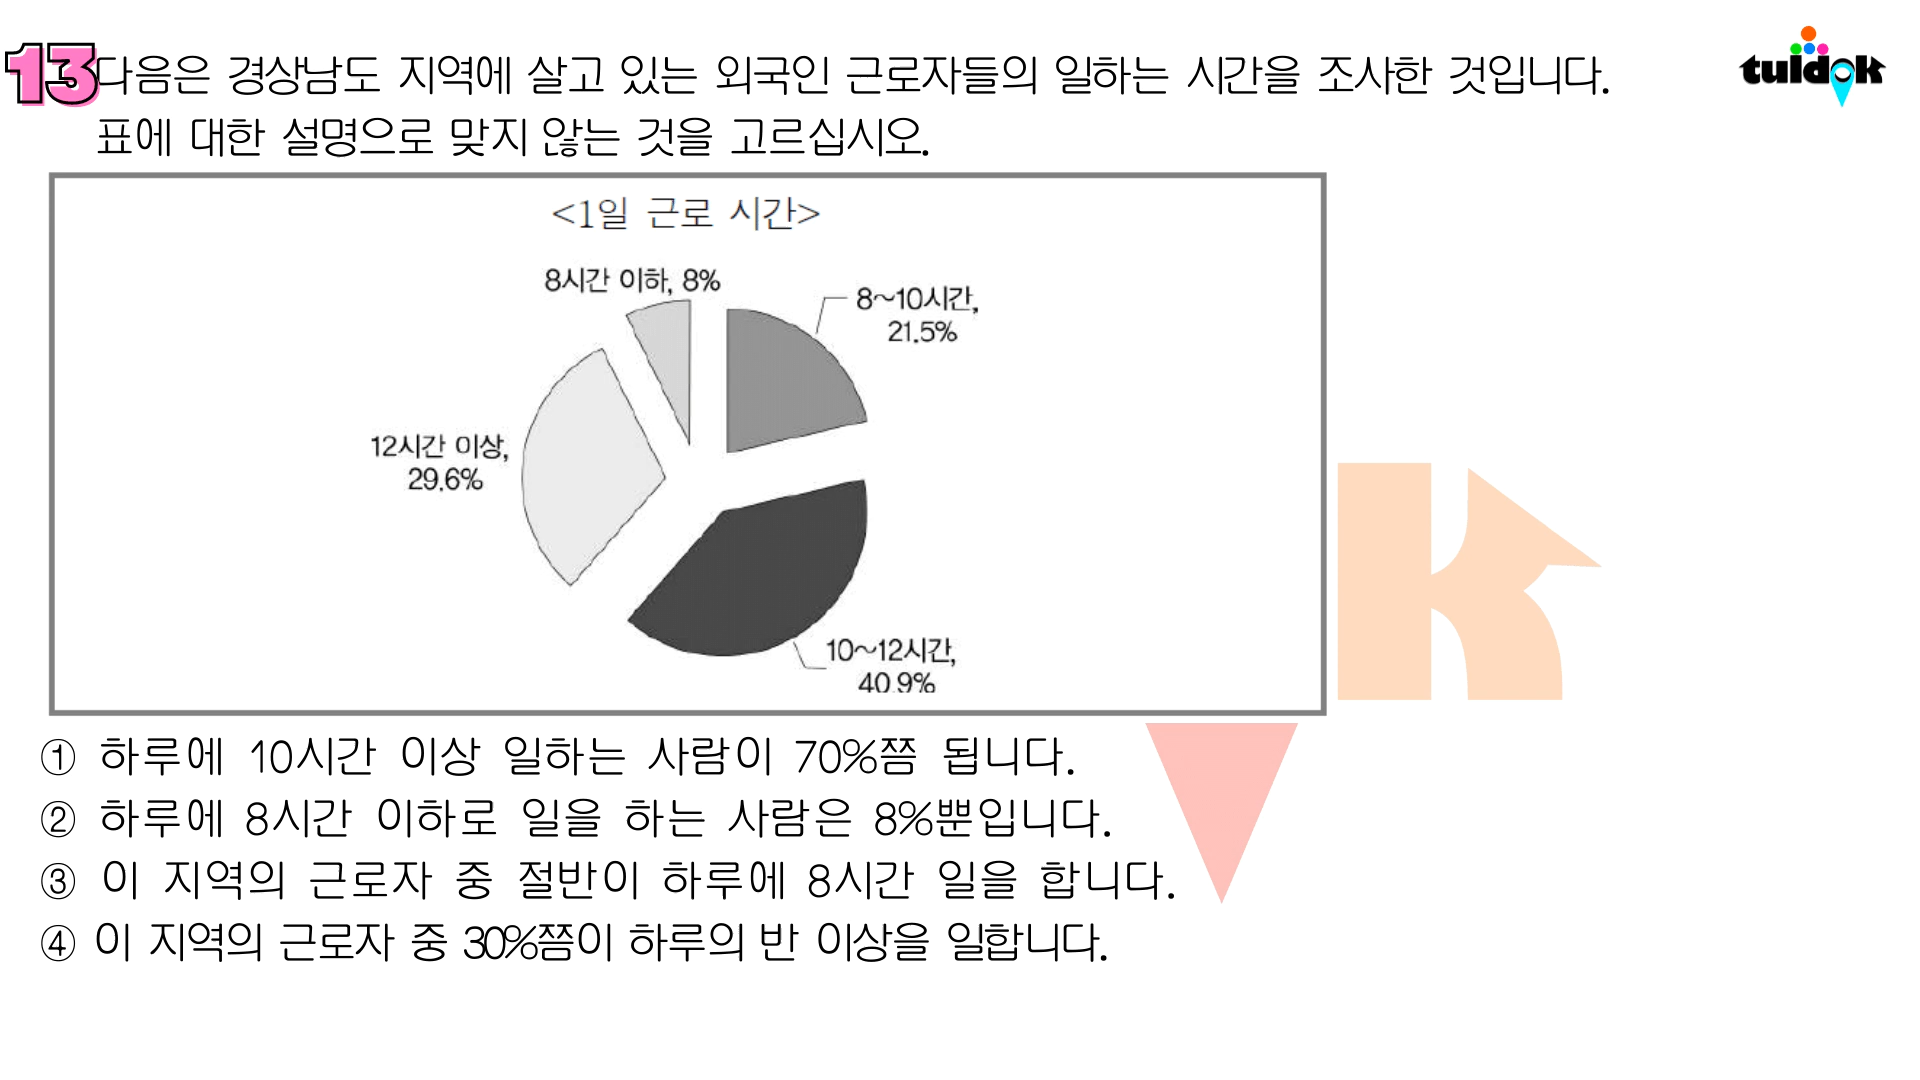 13 다음은 경상남도 지역에 살고 있는 외국인 근로자들의 일하는 시간을 조사한 것입니다.
tuidok
표에 대한 설명으로 맞지 않는 것을 고르십시오.
<1일 근로 시간>
8시간 이하, 8%
8~10시간,
21.5%
12시간 이상,
29.6%
10~12시간,
40.9%
① 하루에 10시간 이상 일하는 사람이 70%쯤 됩니다.
② 하루에 8시간 이하로 일을 하는 사람은 8%뿐입니다.
③ 이 지역의 근로자 중 절반이 하루에 8시간 일을 합니다.
④ 이 지역의 근로자 중 30%쯤이 하루의 반 이상을 일합니다.
K